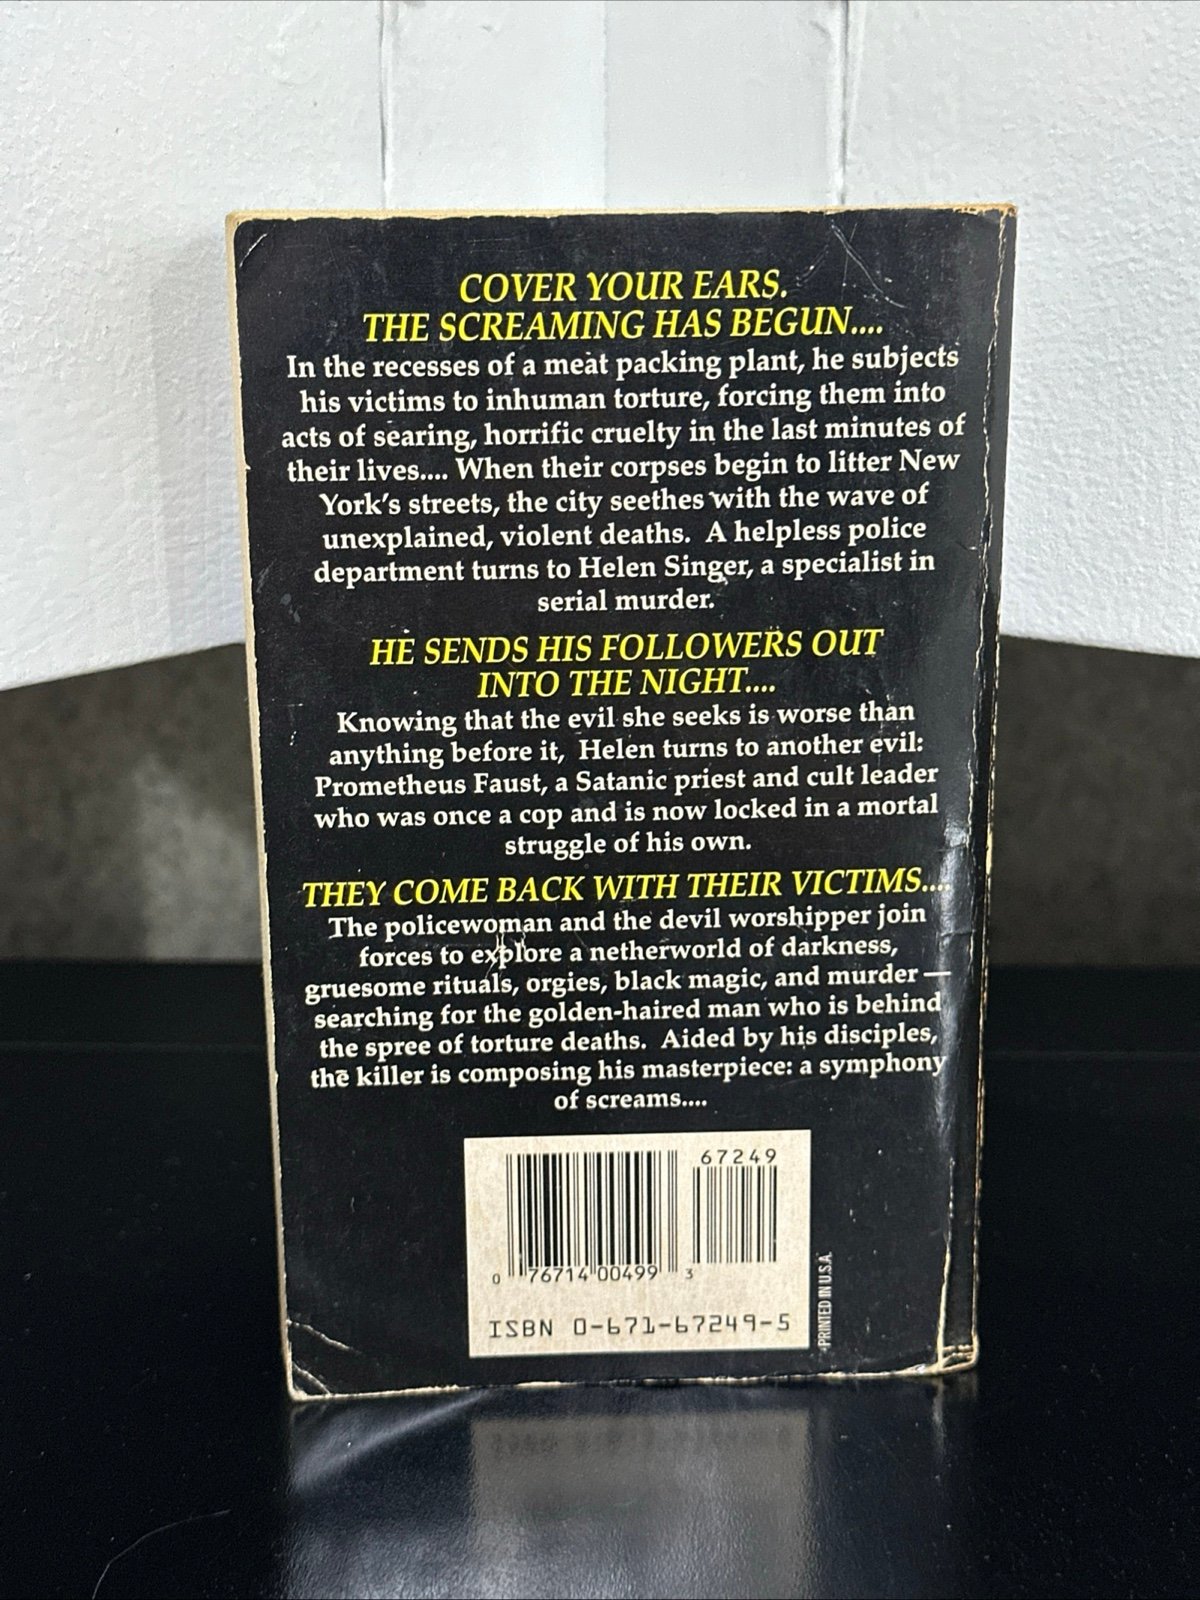 COVER YOUR EARS.
THE SCREAMING HAS BEGUN....
In the recesses of a meat packing plant, he subjects
his victims to inhuman torture, forcing them into
acts of searing, horrific cruelty in the last minutes of
their lives.... When their corpses begin to litter New
York's streets, the city seethes with the wave of
unexplained, violent deaths. A helpless police
department turns to Helen Singer, a specialist in
serial murder.
HE SENDS HIS FOLLOWERS OUT
INTO THE NIGHT....
Knowing that the evil she seeks is worse than
anything before it, Helen turns to another evil:
Prometheus Faust, a Satanic priest and cult leader
who was once a cop and is now locked in a mortal
struggle of his own.
THEY COME BACK WITH THEIR VICTIMS....
The policewoman and the devil worshipper join
forces to explore a netherworld of darkness,
gruesome rituals, orgies, black magic, and murder —
searching for the golden-haired man who is behind
the spree of torture deaths. Aided by his disciples,
the killer is composing his masterpiece: a symphony
of screams....
67249
0 76714 00499 3
ISBN 0-671-67249-5
PRINTED IN U.S.A.